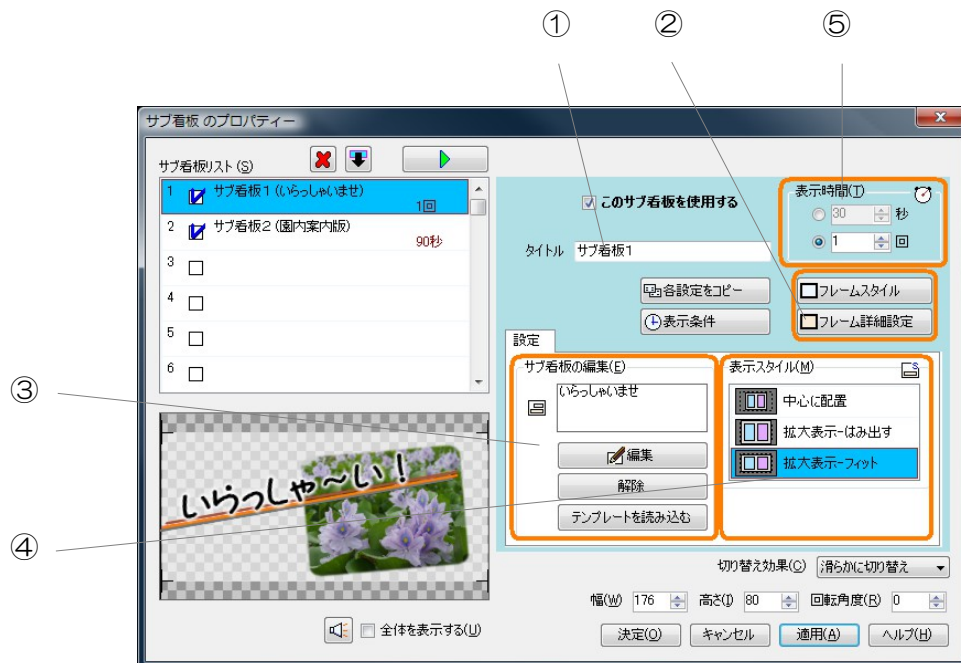 ① ② ⑤
サブ看板 のプロパティー
サブ看板リスト(S)
1 サブ看板1(いらっしゃいませ)
1回
2 サブ看板2(園内案内版)
90秒
3
4
5
6
このサブ看板を使用する
表示時間(T)
30 秒
1 回
タイトル サブ看板1
各設定をコピー
フレームスタイル
表示条件
フレーム詳細設定
設定
サブ看板の編集(E)
いらっしゃいませ
編集
解除
テンプレートを読み込む
表示スタイル(M)
中心に配置
拡大表示-はみ出す
拡大表示-フィット
③
いらっしゃ〜い!
④
切り替え効果(C) 滑らかに切り替え
幅(W) 176 高さ(I) 80 回転角度(R) 0
全体を表示する(U)
決定(O) キャンセル 適用(A) ヘルプ(H)